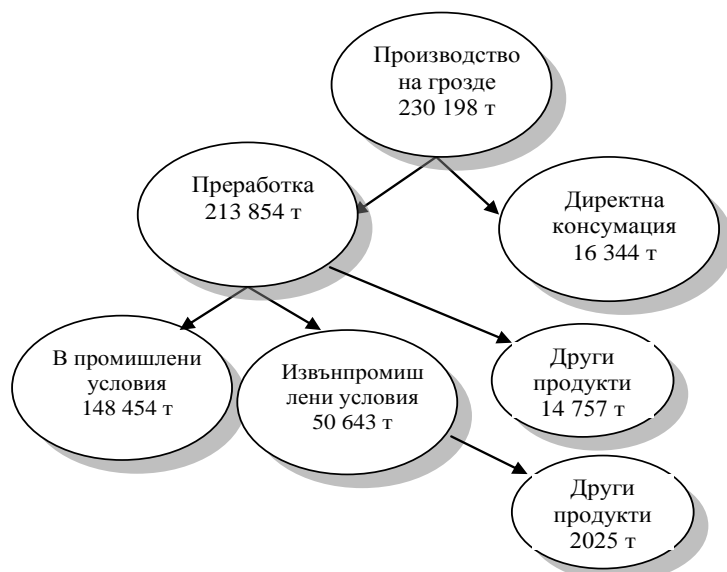 Производство
на грозде
230 198 т
Преработка
213 854 т
Директна
консумация
16 344 т
В промишлени
условия
148 454 т
Извънпромиш
лени условия
50 643 т
Други
продукти
14 757 т
Други
продукти
2025 т